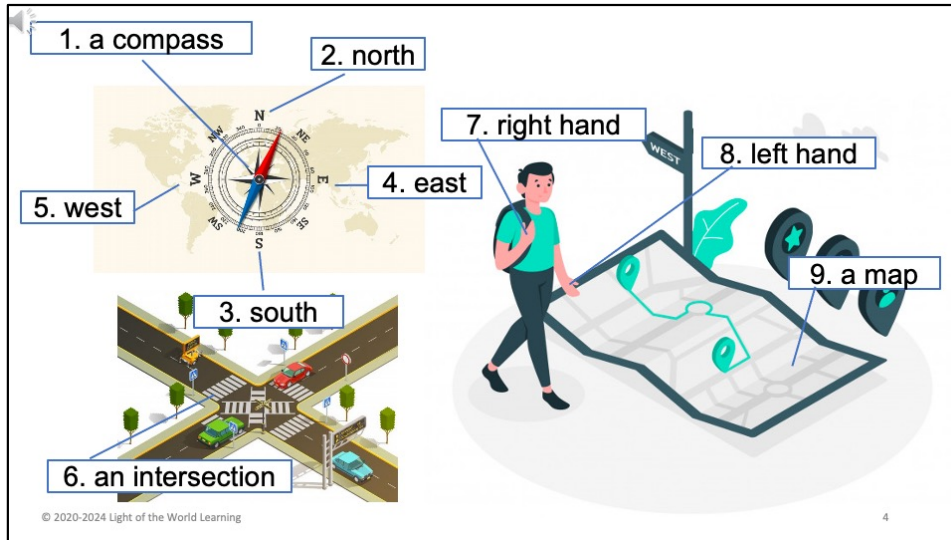 1. a compass
2. north
N
NW
NE
W
E
SW
SE
S
5. west
4. east
3. south
6. an intersection
7. right hand
WEST
8. left hand
9. a map
© 2020-2024 Light of the World Learning
4